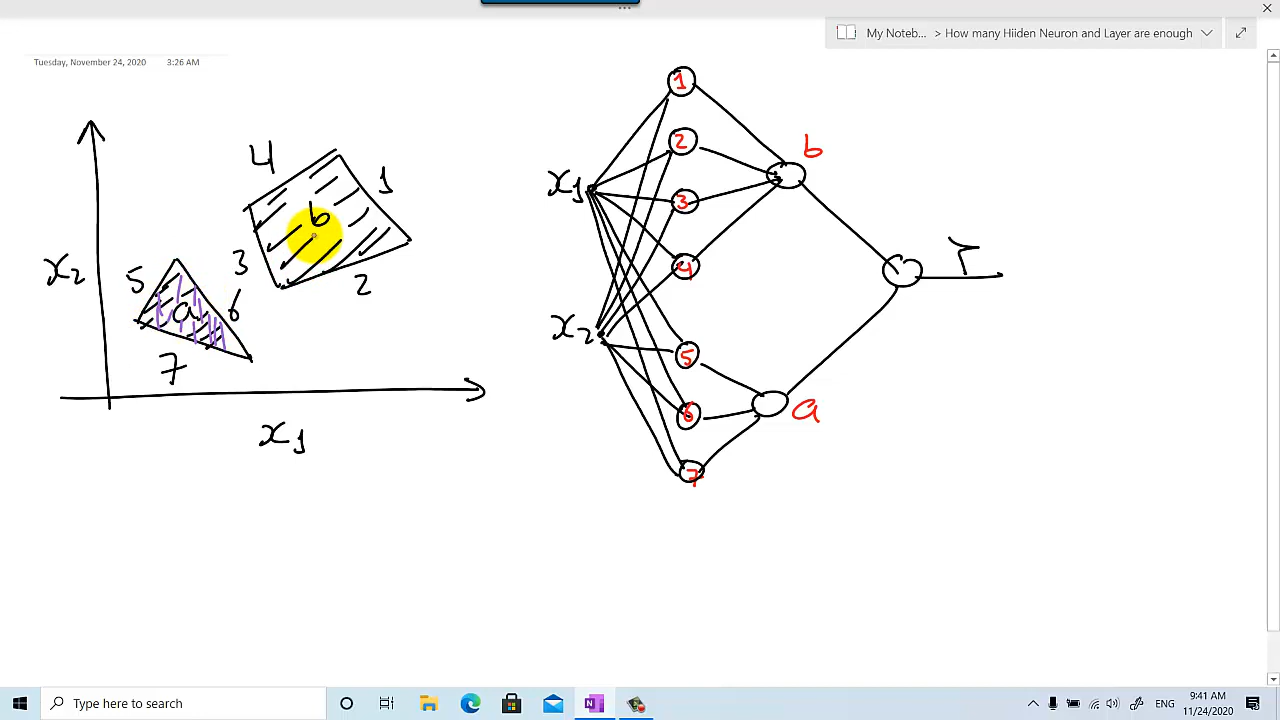 My Noteb... > How many Hiiden Neuron and Layer are enough
Tuesday, November 24, 2020 3:26 AM
4
1
b
3
2
x2
5
a
6
7
x1
x1
x2
1
2
3
4
5
6
7
b
a
r
Type here to search
ENG
9:41 AM
11/24/2020